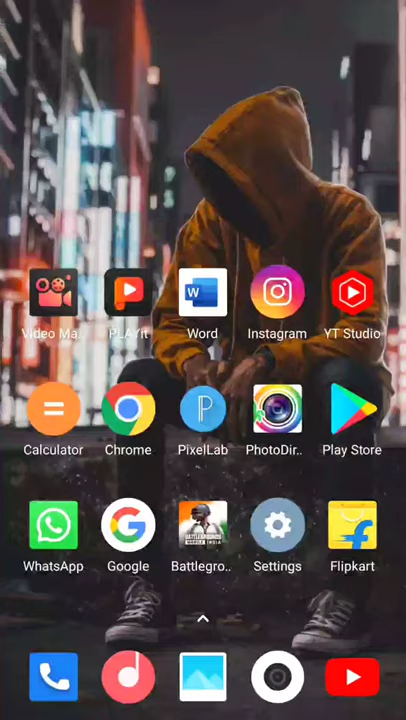 Video Ma..
PLAYit
Word
Instagram
YT Studio
Calculator
Chrome
PixelLab
PhotoDir..
Play Store
WhatsApp
Google
Battlegro..
Settings
Flipkart